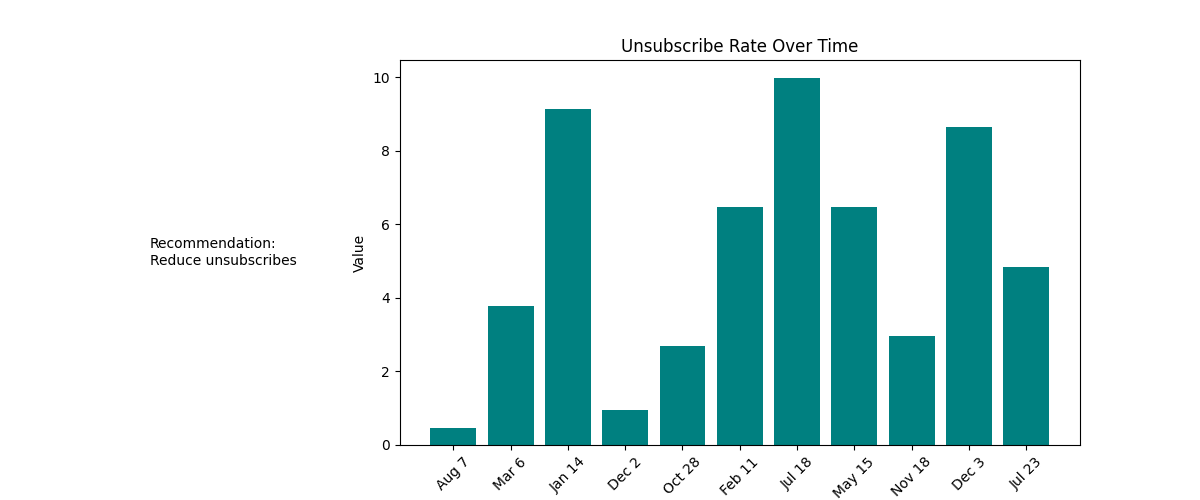 Unsubscribe Rate Over Time
Recommendation:
Reduce unsubscribes
Value
10
8
6
4
2
0
Aug 7
Mar 6
Jan 14
Dec 2
Oct 28
Feb 11
Jul 18
May 15
Nov 18
Dec 3
Jul 23